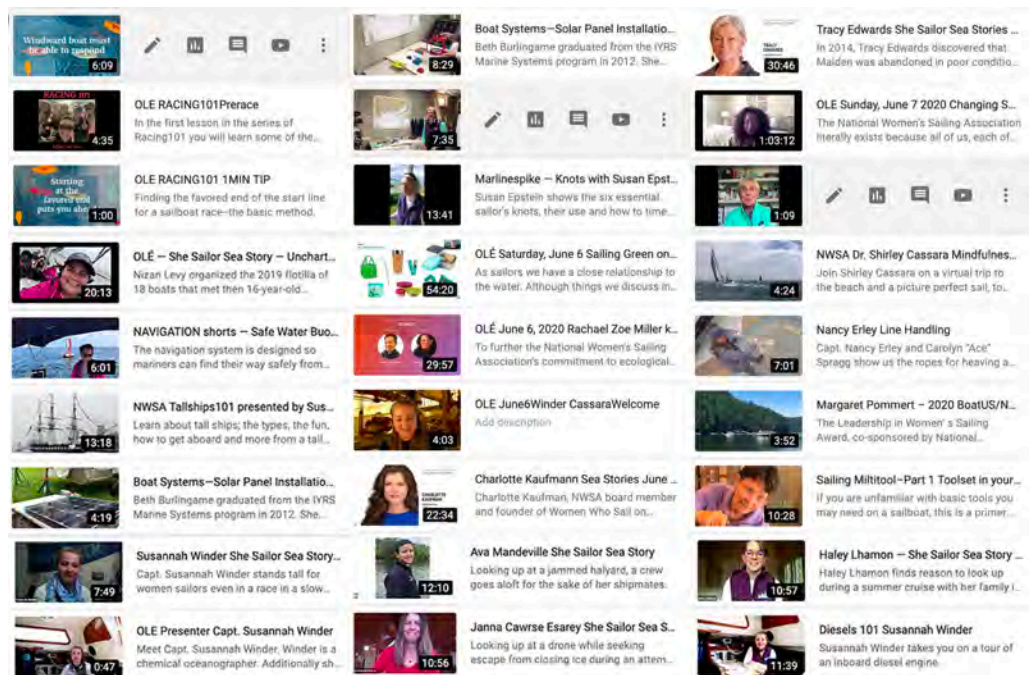 Windward boat must
be able to respond
6:09
RACING 101
4:35
OLE RACING101Prerace
In the first lesson in the series of
Racing101 you will learn some of the...
Starting
at the
favored end
puts you ahead
1:00
OLE RACING101 1MIN TIP
Finding the favored end of the start line
for a sailboat race–the basic method.
20:13
OLÉ — She Sailor Sea Story — Unchart...
Nizan Levy organized the 2019 flotilla of
18 boats that met then 16-year-old...
6:01
NAVIGATION shorts — Safe Water Buo...
The navigation system is designed so
mariners can find their way safely from...
13:18
NWSA Tallships101 presented by Sus...
Learn about tall ships; the types, the fun,
how to get aboard and more from a tall...
4:19
Boat Systems—Solar Panel Installatio...
Beth Burlingame graduated from the IYRS
Marine Systems program in 2012. She...
7:49
Susannah Winder She Sailor Sea Story...
Capt. Susannah Winder stands tall for
women sailors even in a race in a slow...
0:47
OLE Presenter Capt. Susannah Winder
Meet Capt. Susannah Winder. Winder is a
chemical oceanographer. Additionally sh...
8:29
Boat Systems—Solar Panel Installatio...
Beth Burlingame graduated from the IYRS
Marine Systems program in 2012. She...
7:35
13:41
Marlinespike — Knots with Susan Epst...
Susan Epstein shows the six essential
sailor's knots, their use and how to time...
54:20
OLÉ Saturday, June 6 Sailing Green on...
As sailors we have a close relationship to
the water. Although things we discuss in...
29:57
OLÉ June 6, 2020 Rachael Zoe Miller k...
To further the National Women's Sailing
Association's commitment to ecological...
4:03
OLE June6Winder CassaraWelcome
Add description
CHARLOTTE
KAUFMAN
22:34
Charlotte Kaufmann Sea Stories June ...
Charlotte Kaufman, NWSA board member
and founder of Women Who Sail on...
12:10
Ava Mandeville She Sailor Sea Story
Looking up at a jammed halyard, a crew
goes aloft for the sake of her shipmates.
10:56
Janna Cawrse Esarey She Sailor Sea S...
Looking up at a drone while seeking
escape from closing ice during an attem...
TRACY
EDWARDS
30:46
Tracy Edwards She Sailor Sea Stories ...
In 2014, Tracy Edwards discovered that
Maiden was abandoned in poor conditio...
1:03:12
OLE Sunday, June 7 2020 Changing S...
The National Women's Sailing Association
literally exists because all of us, each of...
1:09
4:24
NWSA Dr. Shirley Cassara Mindfulnes...
Join Shirley Cassara on a virtual trip to
the beach and a picture perfect sail, to...
7:01
Nancy Erley Line Handling
Capt. Nancy Erley and Carolyn "Ace"
Spragg show us the ropes for heaving a...
3:52
Margaret Pommert – 2020 BoatUS/N...
The Leadership in Women's Sailing
Award, co-sponsored by National...
10:28
Sailing Miltitool–Part 1 Toolset in your...
If you are unfamiliar with basic tools you
may need on a sailboat, this is a primer...
10:57
Haley Lhamon — She Sailor Sea Story ...
Haley Lhamon finds reason to look up
during a summer cruise with her family i...
11:39
Diesels 101 Susannah Winder
Susannah Winder takes you on a tour of
an inboard diesel engine.